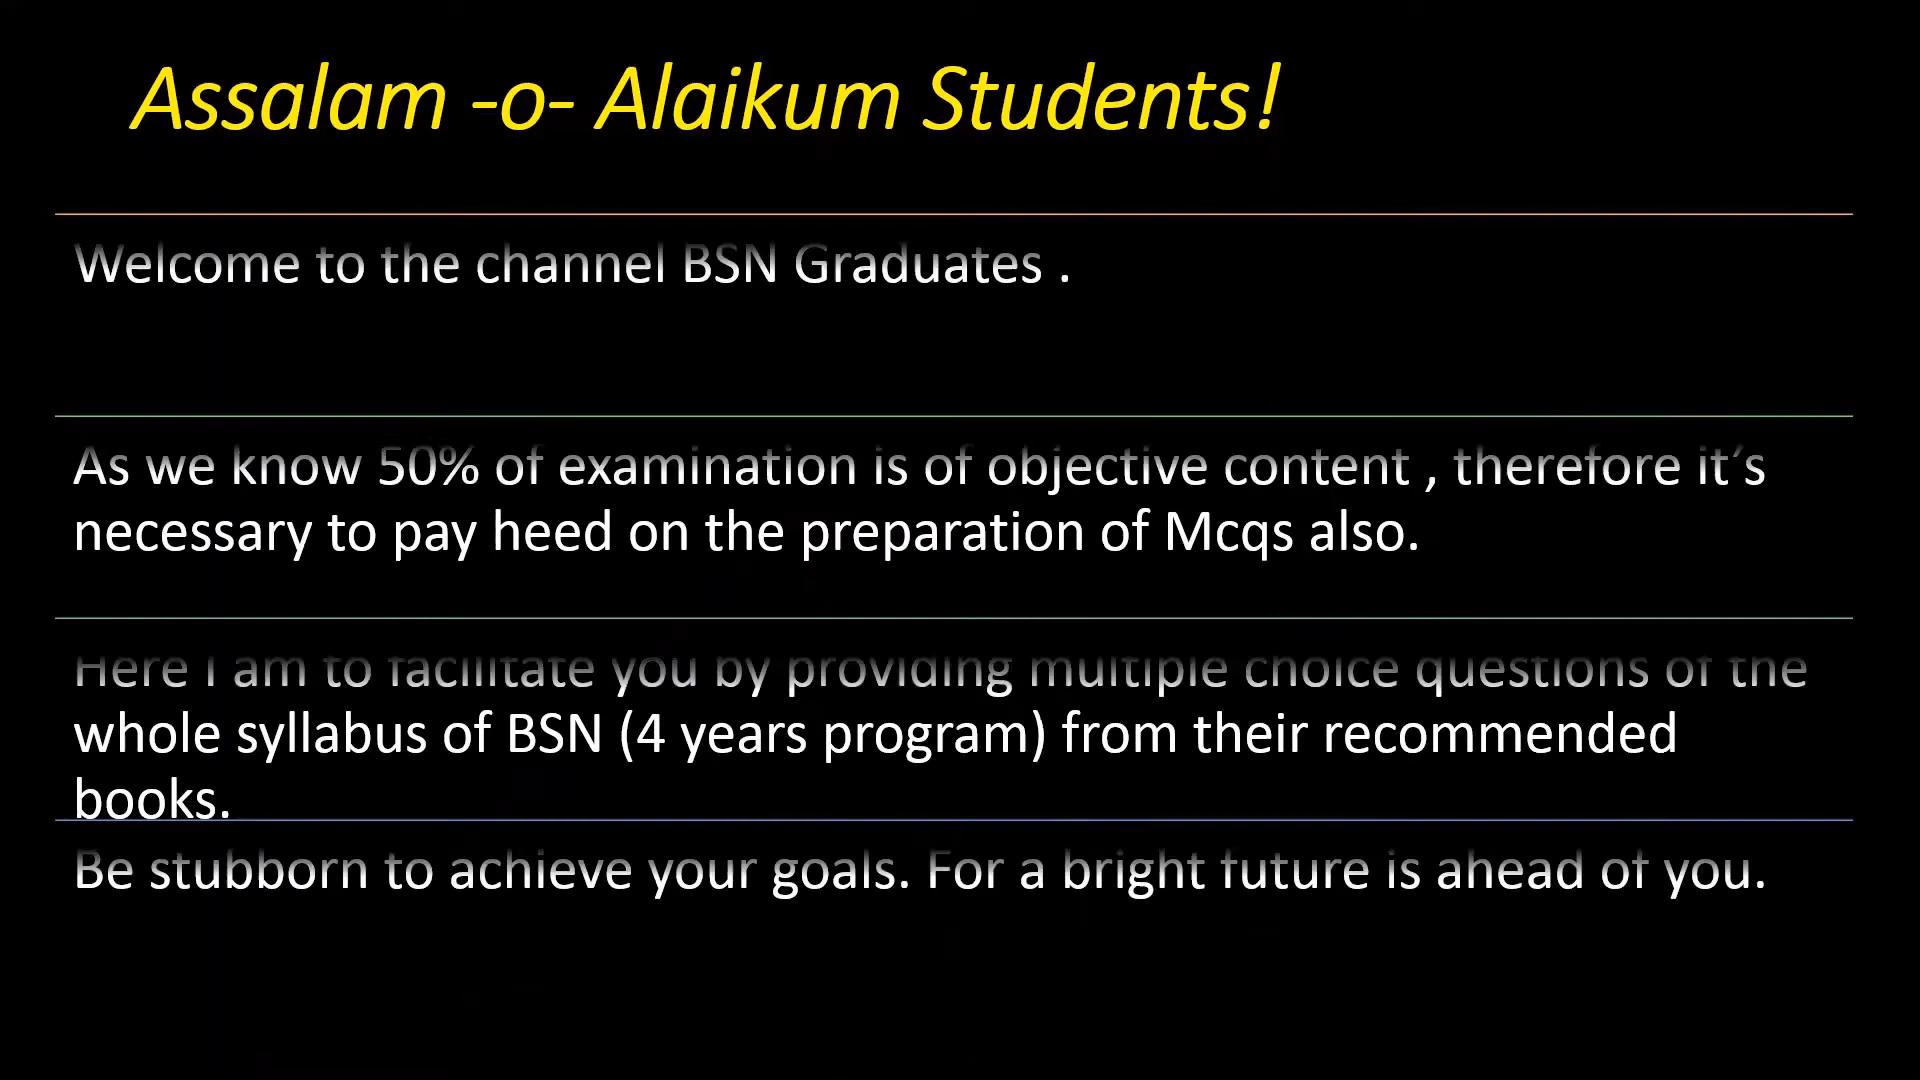 Assalam -o- Alaikum Students!
Welcome to the channel BSN Graduates .
As we know 50% of examination is of objective content , therefore it´s
necessary to pay heed on the preparation of Mcqs also.
Here I am to facilitate you by providing multiple choice questions of the
whole syllabus of BSN (4 years program) from their recommended
books.
Be stubborn to achieve your goals. For a bright future is ahead of you.